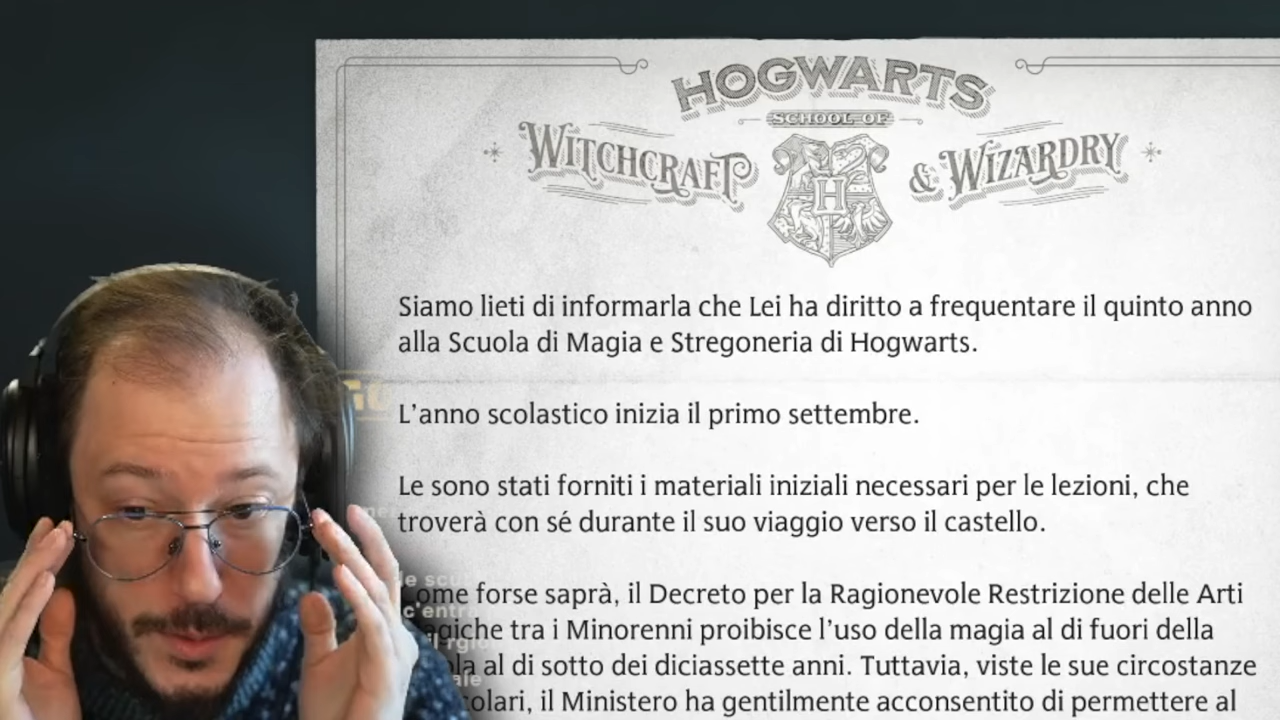 HOGWARTS
SCHOOL OF
WITCHCRAFT & WIZARDRY
H
Siamo lieti di informarla che Lei ha diritto a frequentare il quinto anno
alla Scuola di Magia e Stregoneria di Hogwarts.
L'anno scolastico inizia il primo settembre.
Le sono stati forniti i materiali iniziali necessari per le lezioni, che
troverà con sé durante il suo viaggio verso il castello.
Come forse saprà, il Decreto per la Ragionevole Restrizione delle Arti
Magiche tra i Minorenni proibisce l'uso della magia al di fuori della
al di sotto dei diciassette anni. Tuttavia, viste le sue circostanze
il Ministero ha gentilmente acconsentito di permettere al